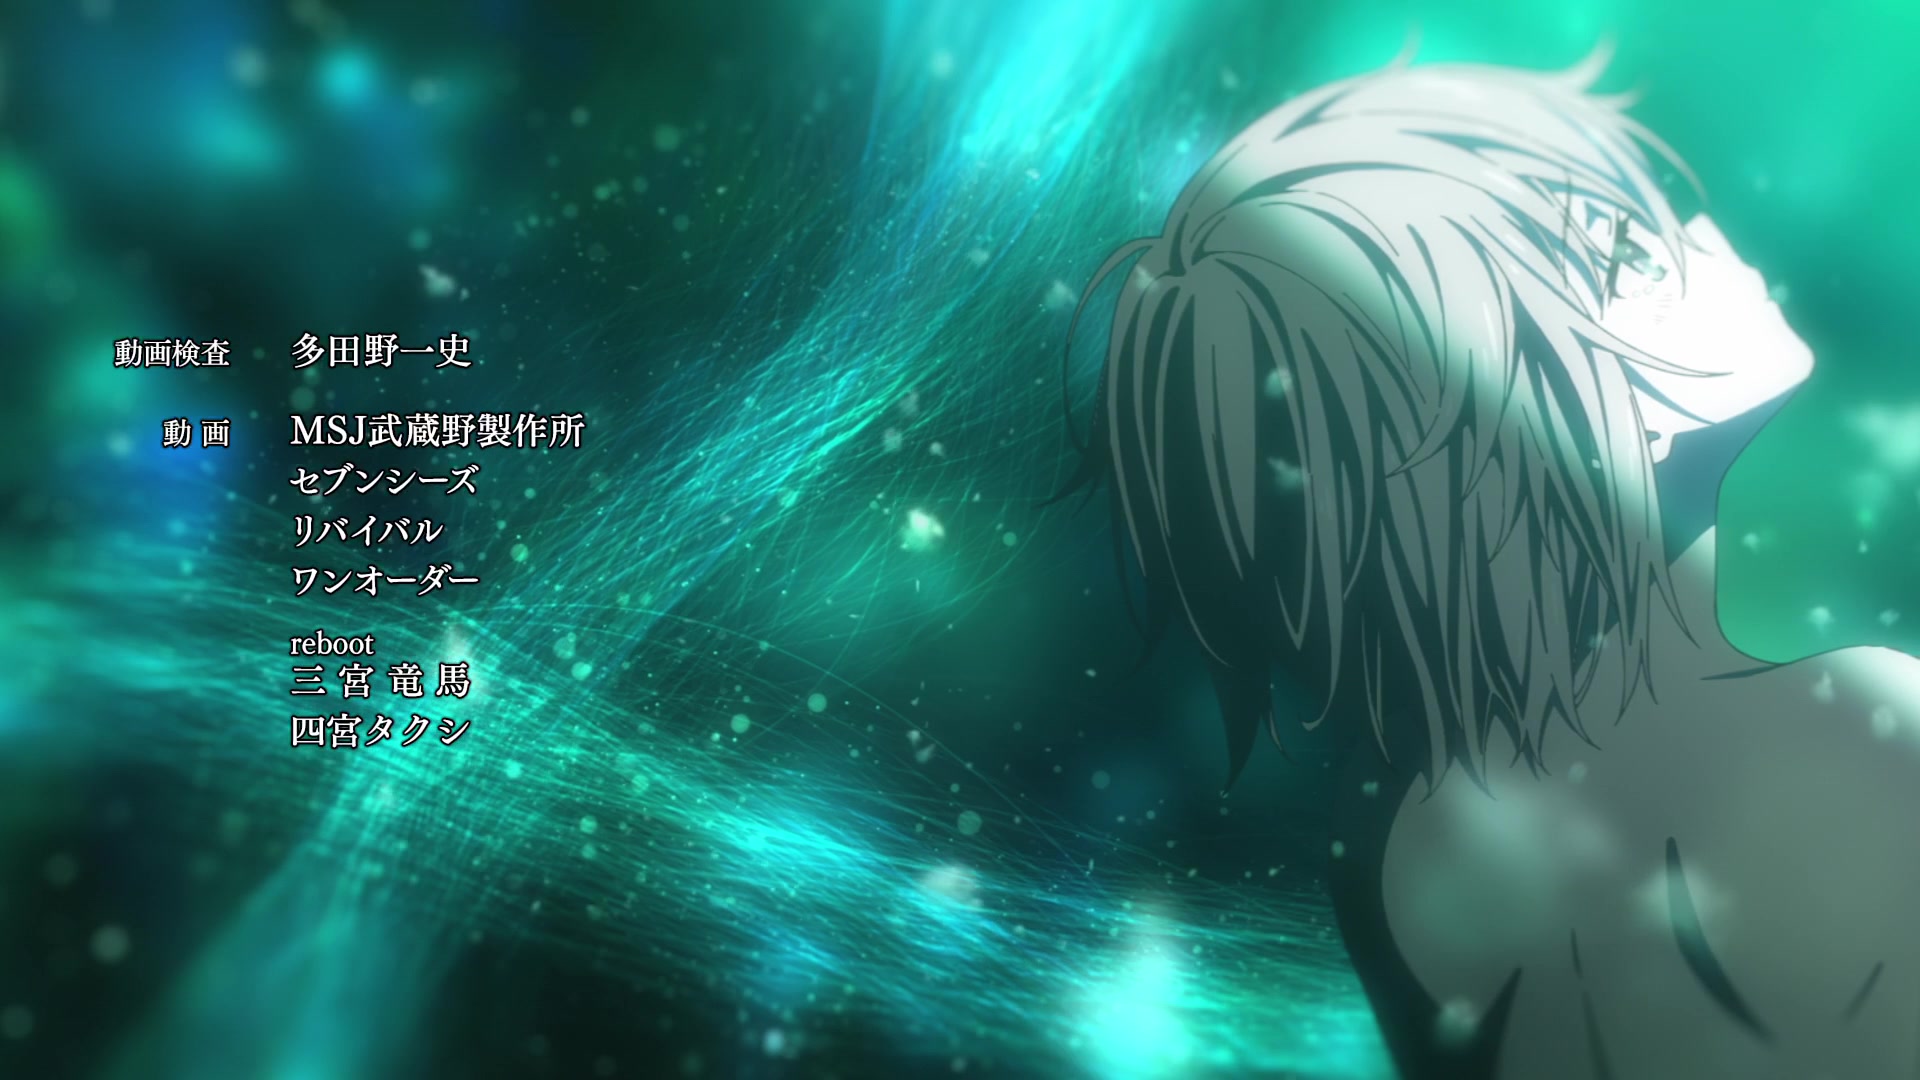 動画検査 多田野一史
動画 MSJ武蔵野製作所
セブンシーズ
リバイバル
ワンオーダー
reboot
三宮竜馬
四宮タクシ